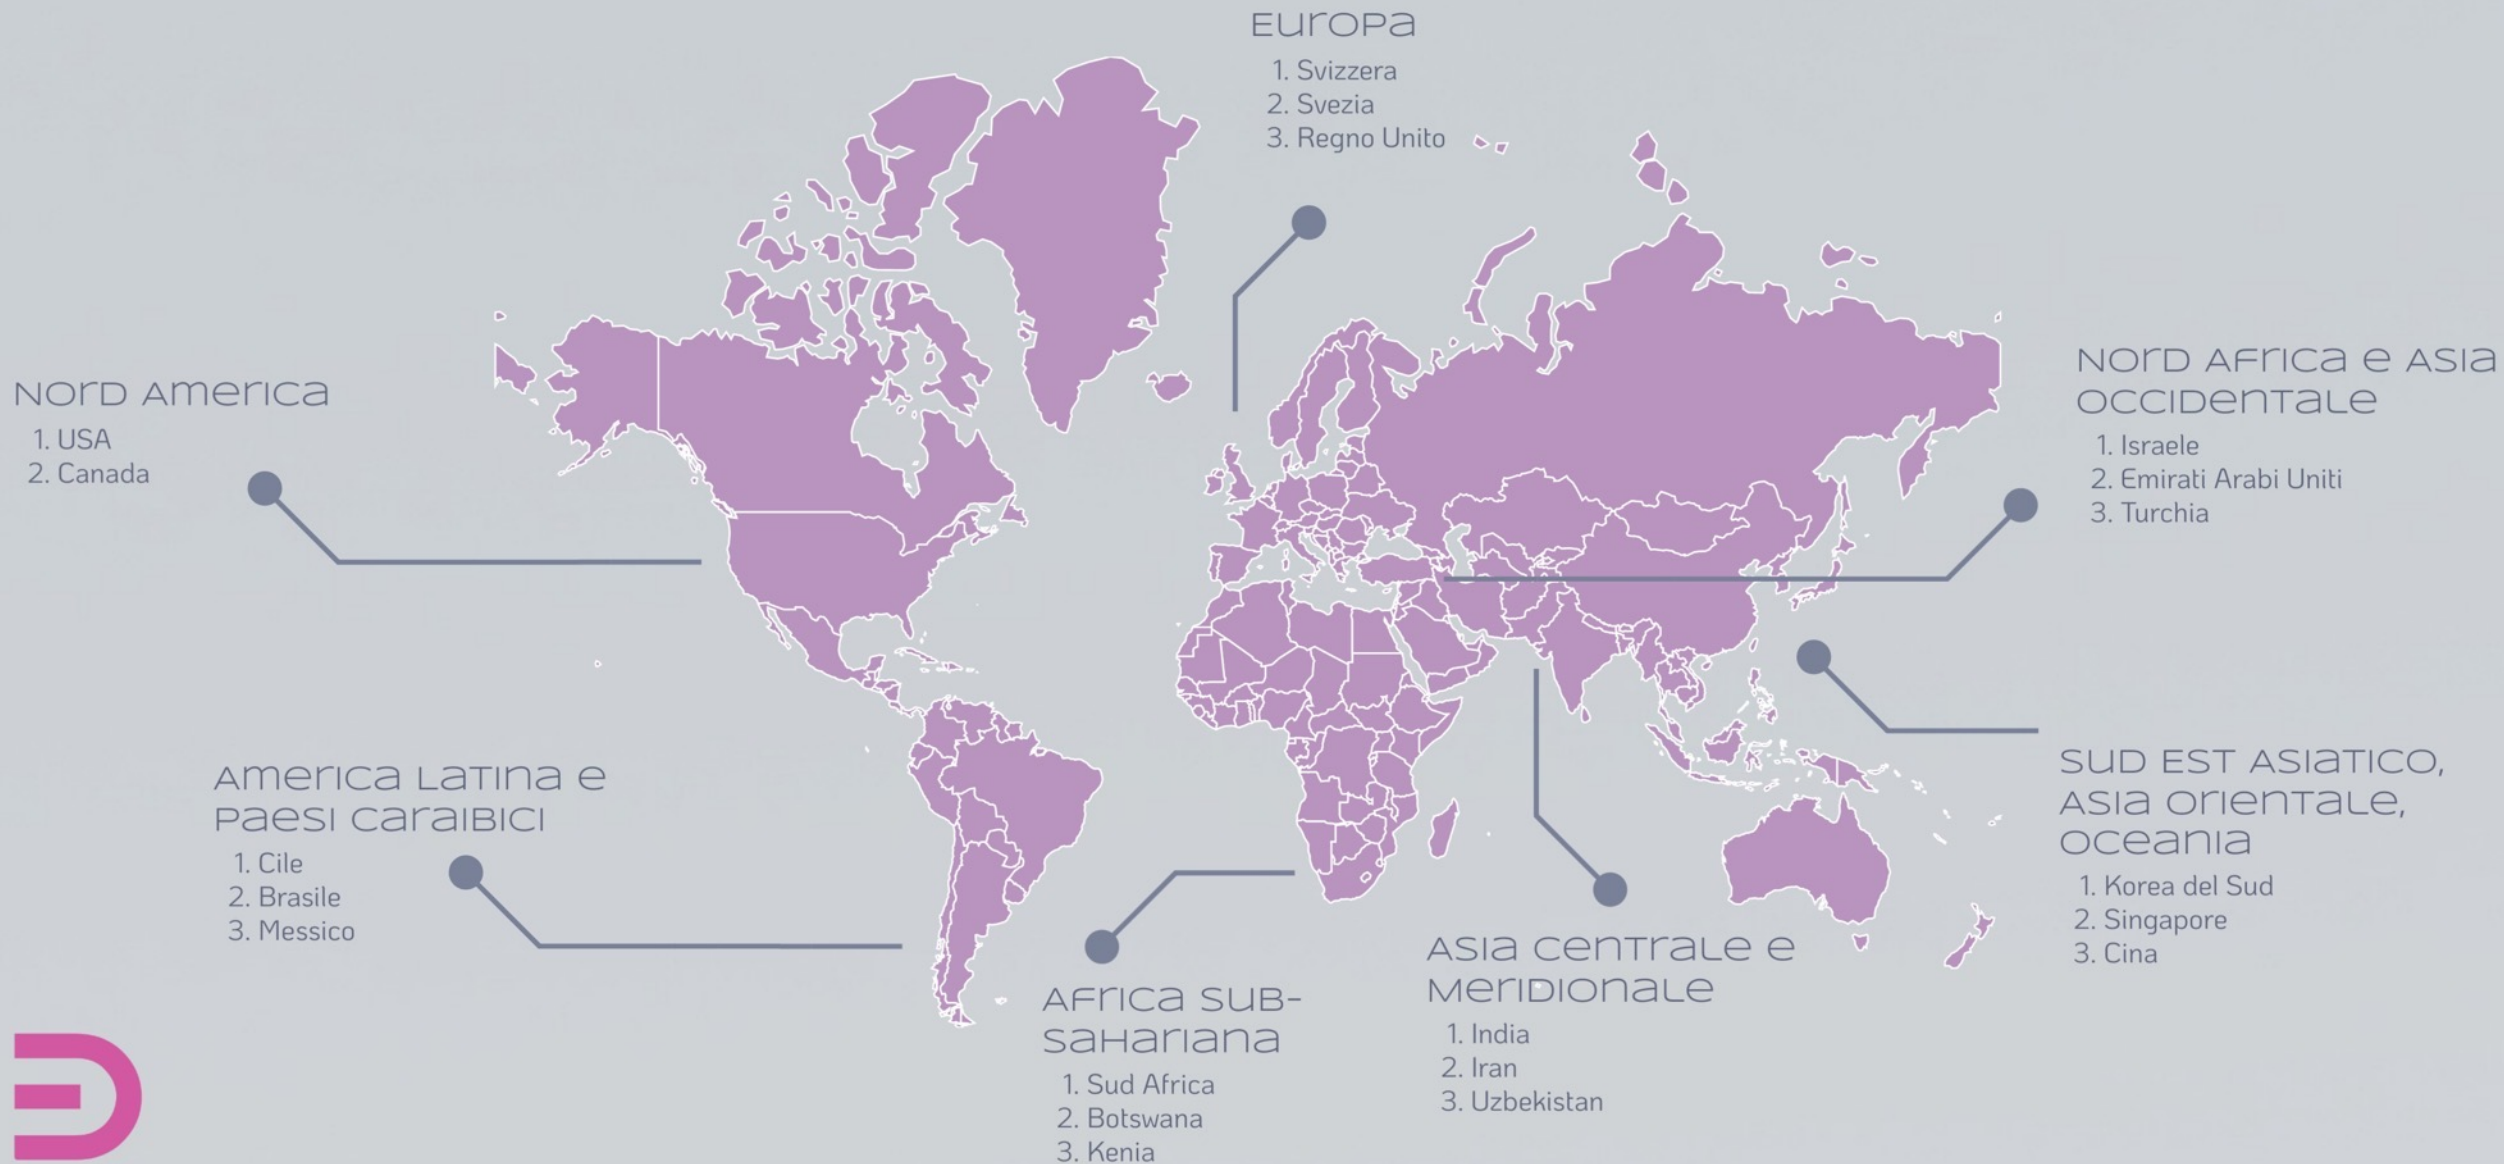 Europa
1. Svizzera
2. Svezia
3. Regno Unito
Nord America
1. USA
2. Canada
Nord Africa e Asia
Occidentale
1. Israele
2. Emirati Arabi Uniti
3. Turchia
America Latina e
Paesi Caraibici
1. Cile
2. Brasile
3. Messico
Sud Est Asiatico,
Asia Orientale,
Oceania
1. Korea del Sud
2. Singapore
3. Cina
Africa Sub-
Sahariana
1. Sud Africa
2. Botswana
3. Kenia
Asia Centrale e
Meridionale
1. India
2. Iran
3. Uzbekistan